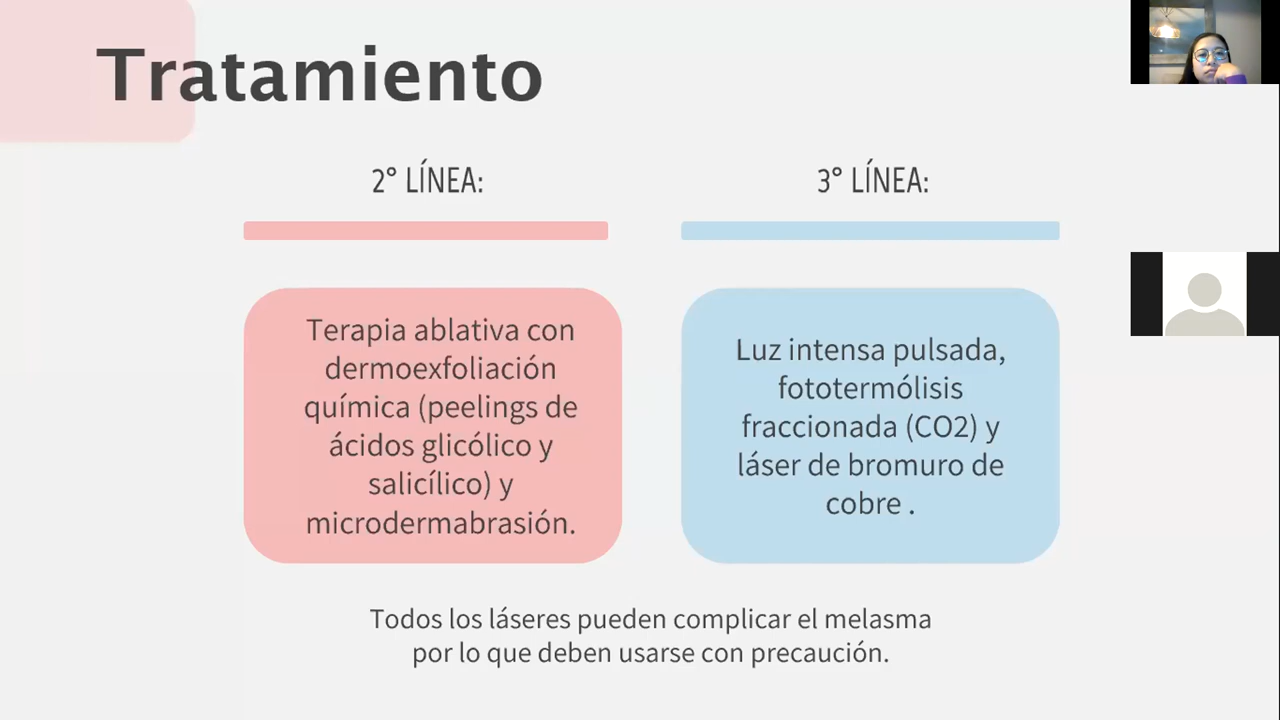 Tratamiento
2° LÍNEA:
Terapia ablativa con
dermoexfoliación
química (peelings de
ácidos glicólico y
salicílico) y
microdermabrasión.
3° LÍNEA:
Luz intensa pulsada,
fototermólisis
fraccionada (CO2) y
láser de bromuro de
cobre .
Todos los láseres pueden complicar el melasma
por lo que deben usarse con precaución.